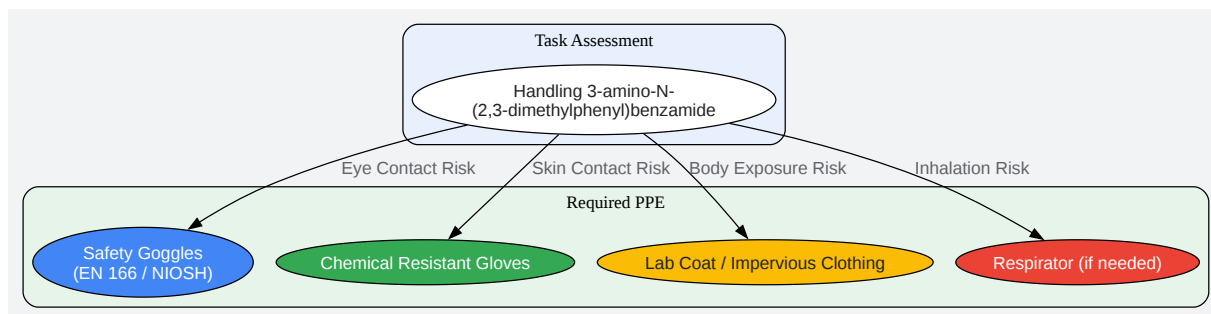 Task Assessment
Handling 3-amino-N-
(2,3-dimethylphenyl)benzamide
Eye Contact Risk
Skin Contact Risk
Body Exposure Risk
Inhalation Risk
Required PPE
Safety Goggles
(EN 166 / NIOSH)
Chemical Resistant Gloves
Lab Coat / Impervious Clothing
Respirator (if needed)